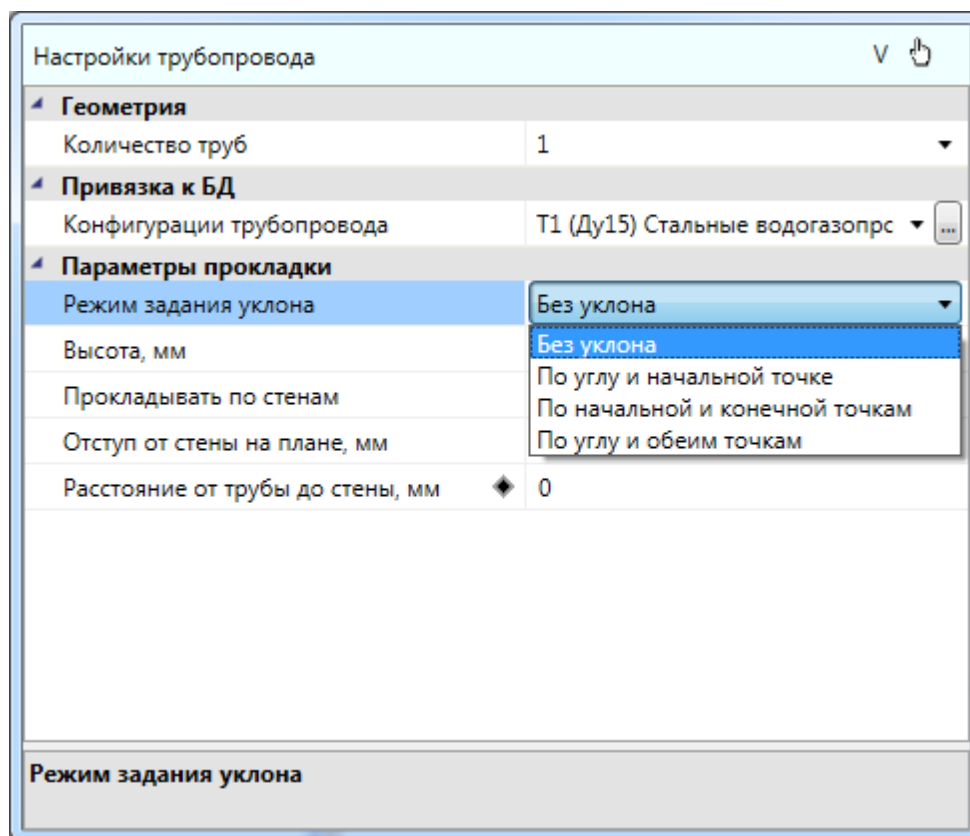 Настройки трубопровода V
Геометрия
Количество труб 1
Привязка к БД
Конфигурации трубопровода Т1 (Ду15) Стальные водогазопрс ...
Параметры прокладки
Режим задания уклона Без уклона
Высота, мм Без уклона
По углу и начальной точке
Прокладывать по стенам По начальной и конечной точкам
Отступ от стены на плане, мм По углу и обеим точкам
Расстояние от трубы до стены, мм 0
Режим задания уклона